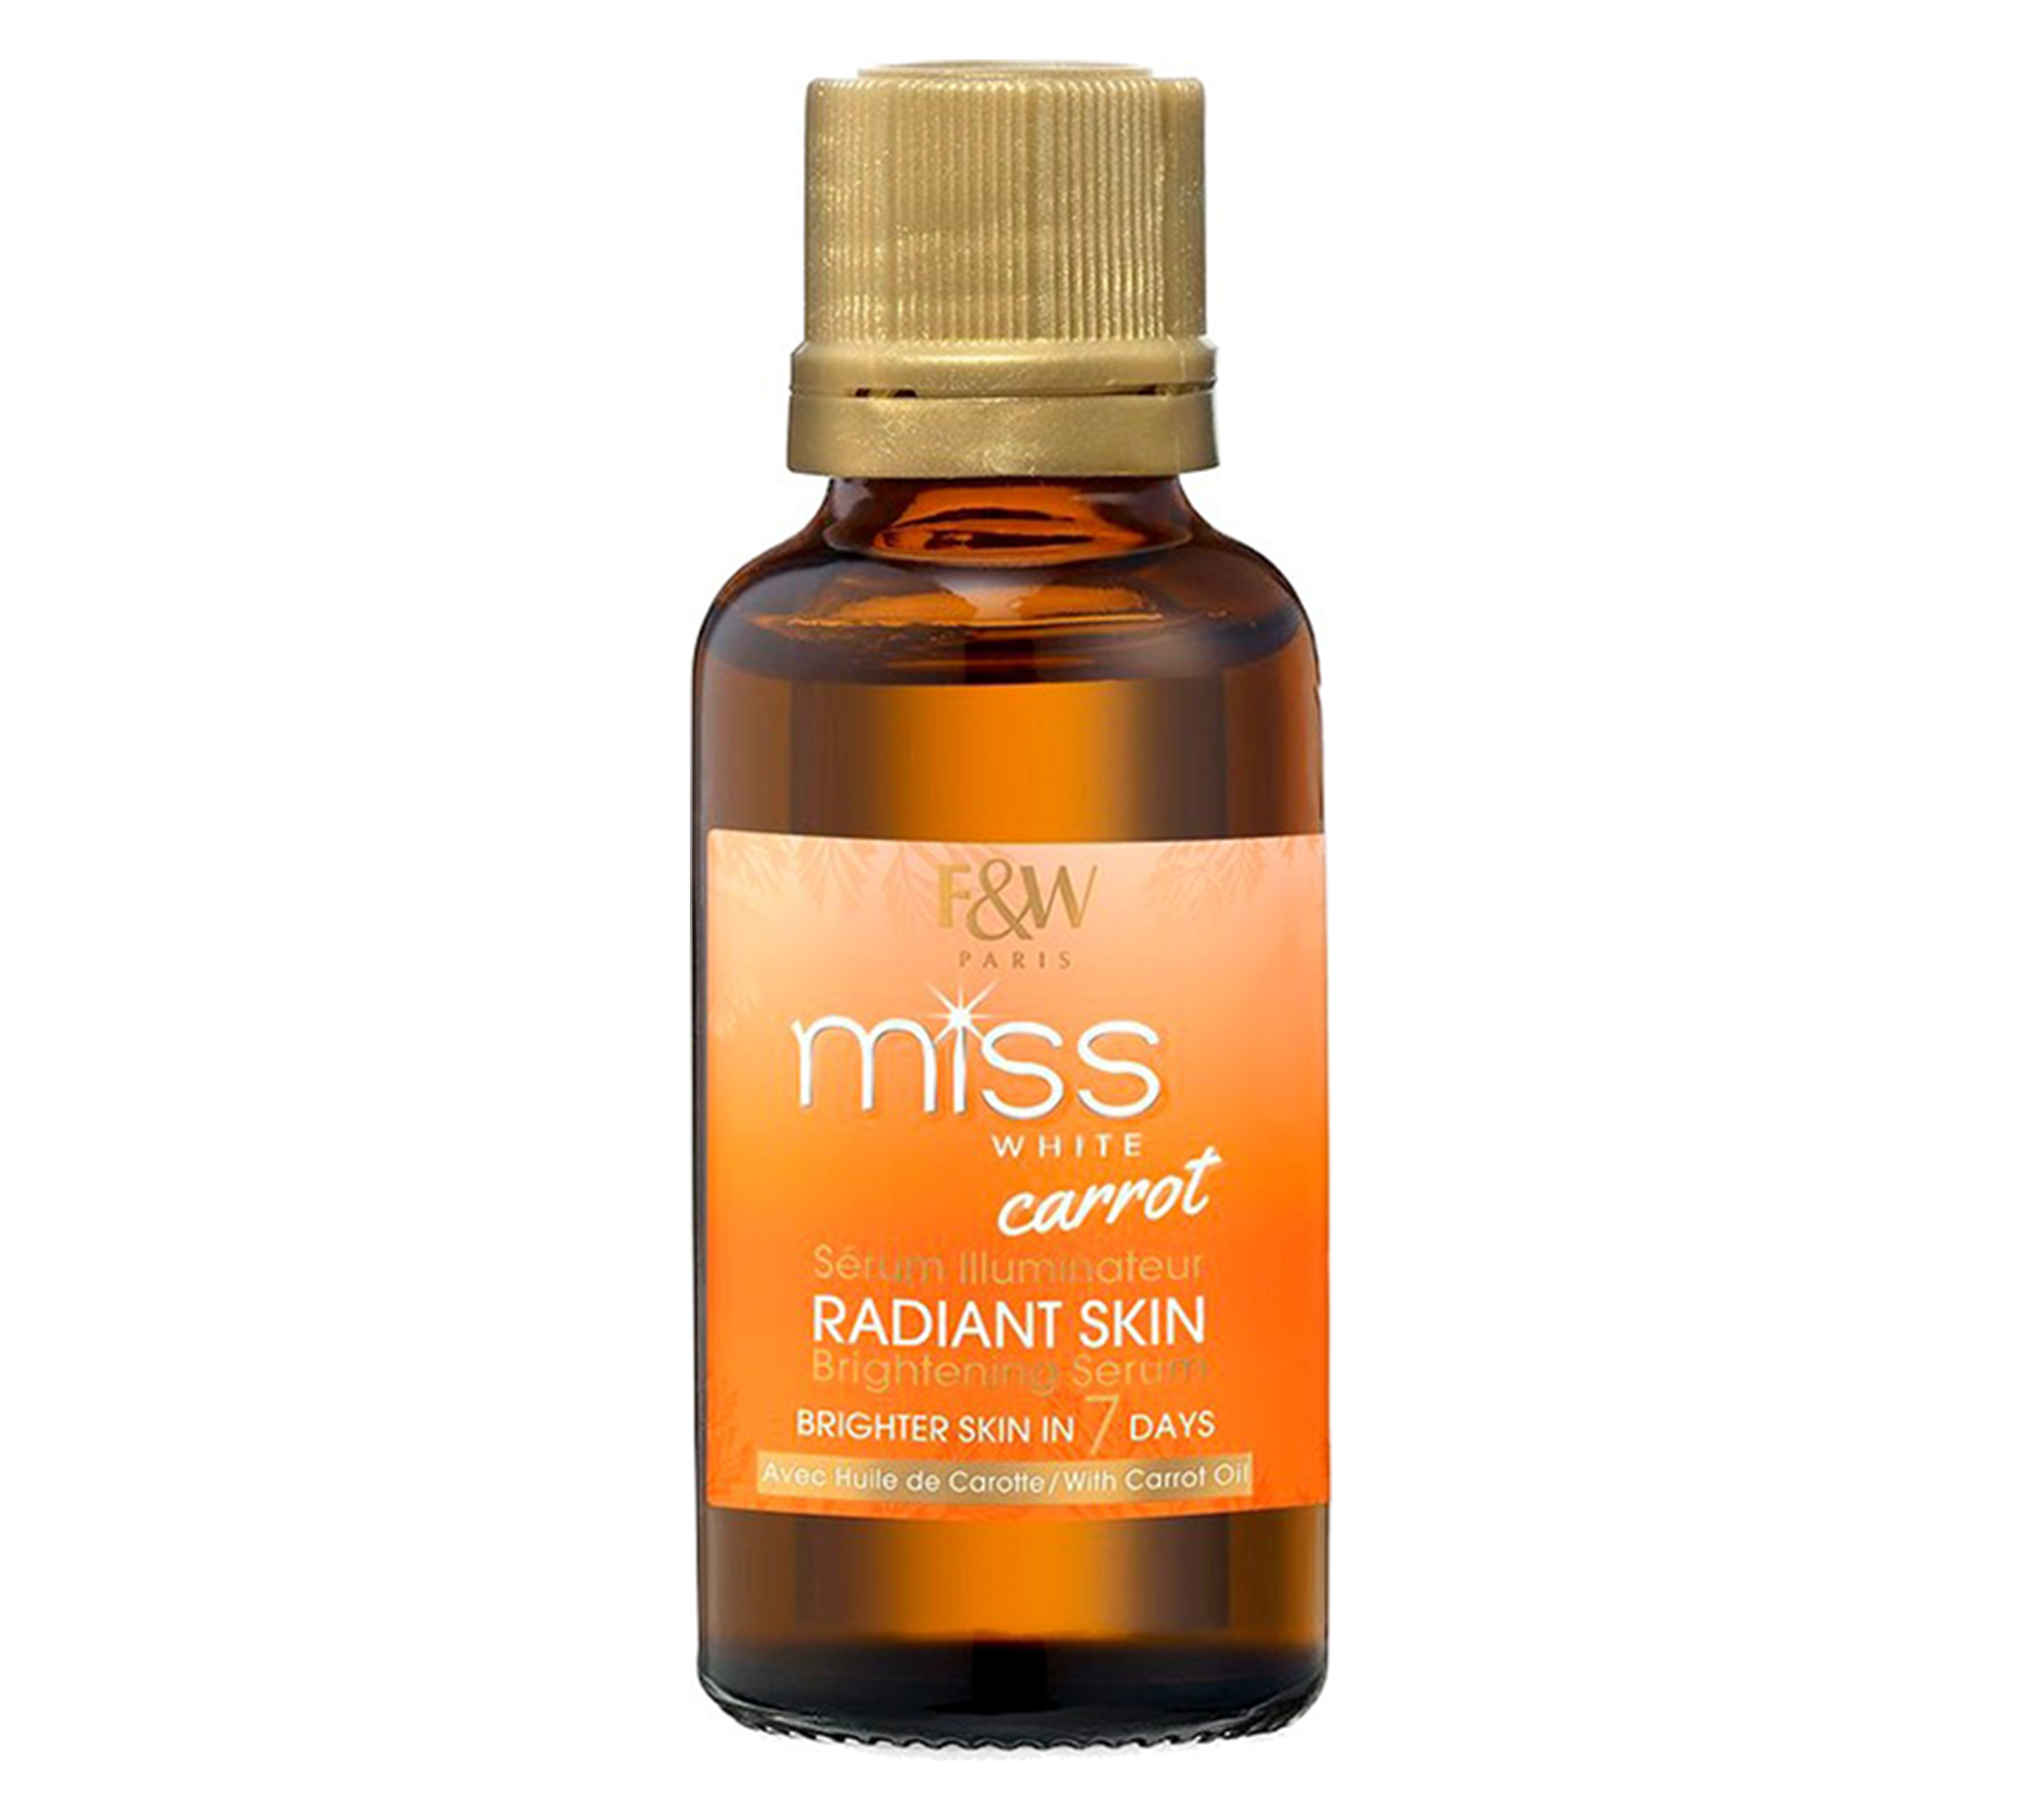 F&W
PARIS
miss
WHITE
carrot
Sérum Illuminateur
RADIANT SKIN
Brightening Serum
BRIGHTER SKIN IN 7 DAYS
Avec Huile de Carotte/With Carrot Oil